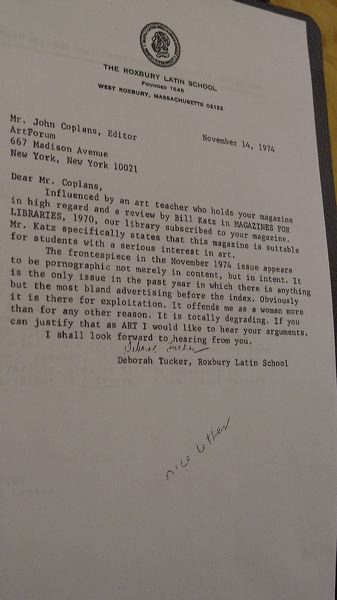 THE ROXBURY LATIN SCHOOL
FOUNDED 1645
WEST ROXBURY, MASSACHUSETTS 02132
November 14, 1974
Mr. John Coplans, Editor
ArtForum
667 Madison Avenue
New York, New York 10021
Dear Mr. Coplans,
Influenced by an art teacher who holds your magazine
in high regard and a review by Bill Katz in MAGAZINES FOR
LIBRARIES, 1970, our library subscribed to your magazine.
Mr. Katz specifically states that this magazine is suitable
for students with a serious interest in art.
The frontespiece in the November 1974 issue appears
to be pornographic not merely in content, but in intent. It
is the only issue in the past year in which there is anything
but the most bland advertising before the index. Obviously
it is there for exploitation. It offends me as a woman more
than for any other reason. It is totally degrading. If you
can justify that as ART I would like to hear your arguments.
I shall look forward to hearing from you.
Deborah Tucker
Deborah Tucker, Roxbury Latin School
nice letter